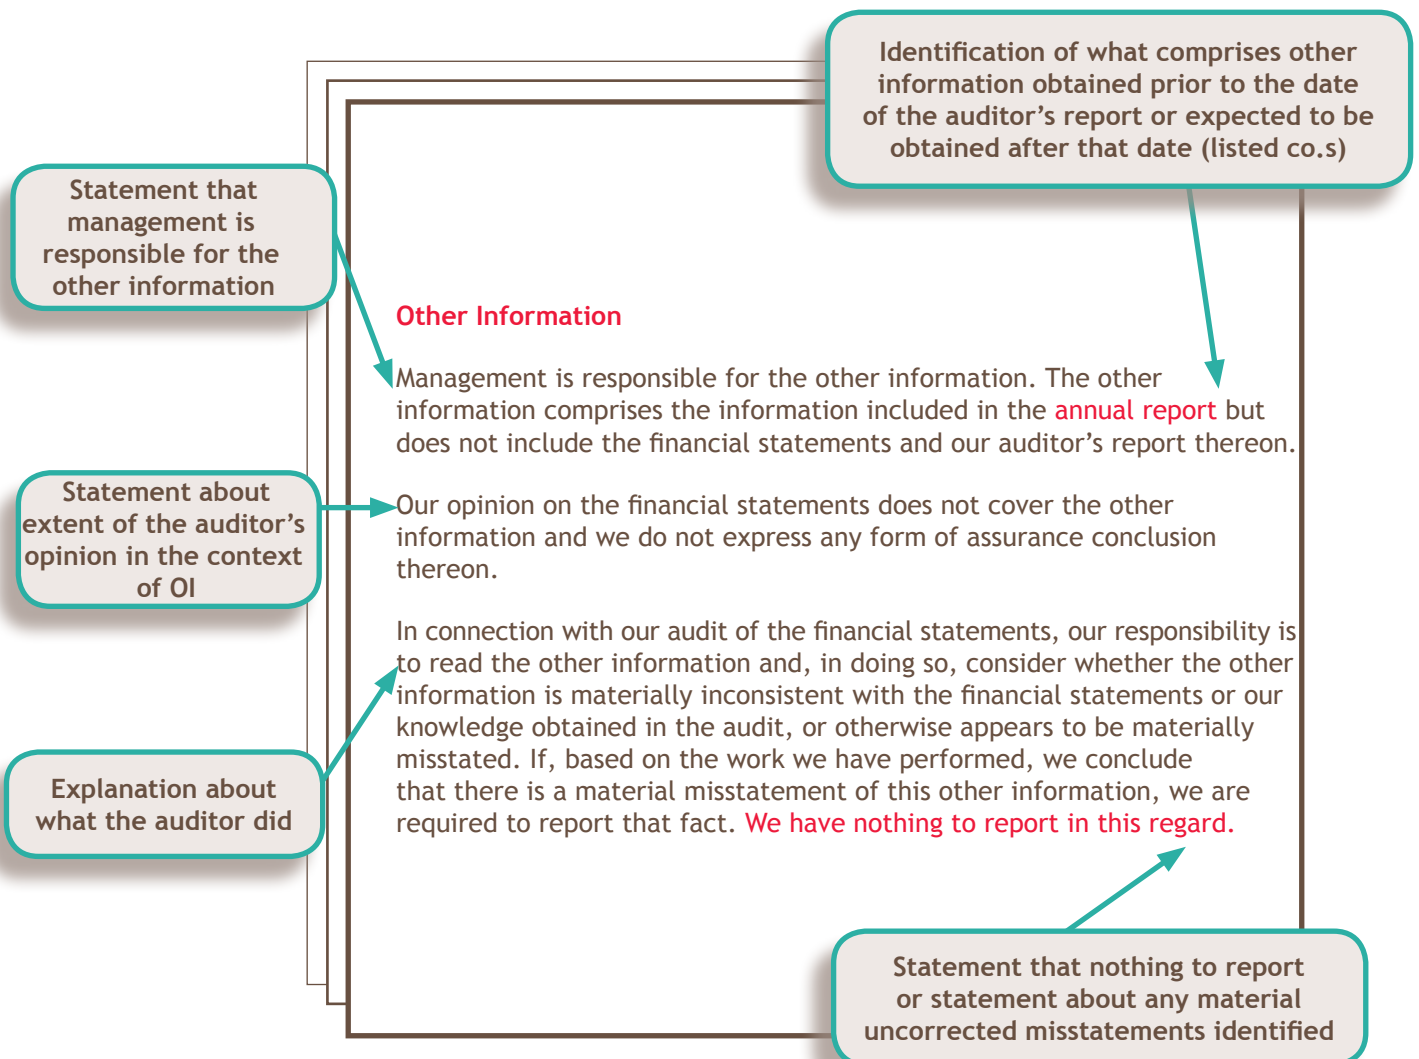 Identification of what comprises other
information obtained prior to the date
of the auditor’s report or expected to be
obtained after that date (listed co.s)
Statement that
management is
responsible for the
other information
Other Information
Management is responsible for the other information. The other
information comprises the information included in the annual report but
does not include the financial statements and our auditor’s report thereon.
Statement about
extent of the auditor’s
opinion in the context
of OI
Our opinion on the financial statements does not cover the other
information and we do not express any form of assurance conclusion
thereon.
In connection with our audit of the financial statements, our responsibility is
to read the other information and, in doing so, consider whether the other
information is materially inconsistent with the financial statements or our
knowledge obtained in the audit, or otherwise appears to be materially
misstated. If, based on the work we have performed, we conclude
that there is a material misstatement of this other information, we are
required to report that fact. We have nothing to report in this regard.
Explanation about
what the auditor did
Statement that nothing to report
or statement about any material
uncorrected misstatements identified